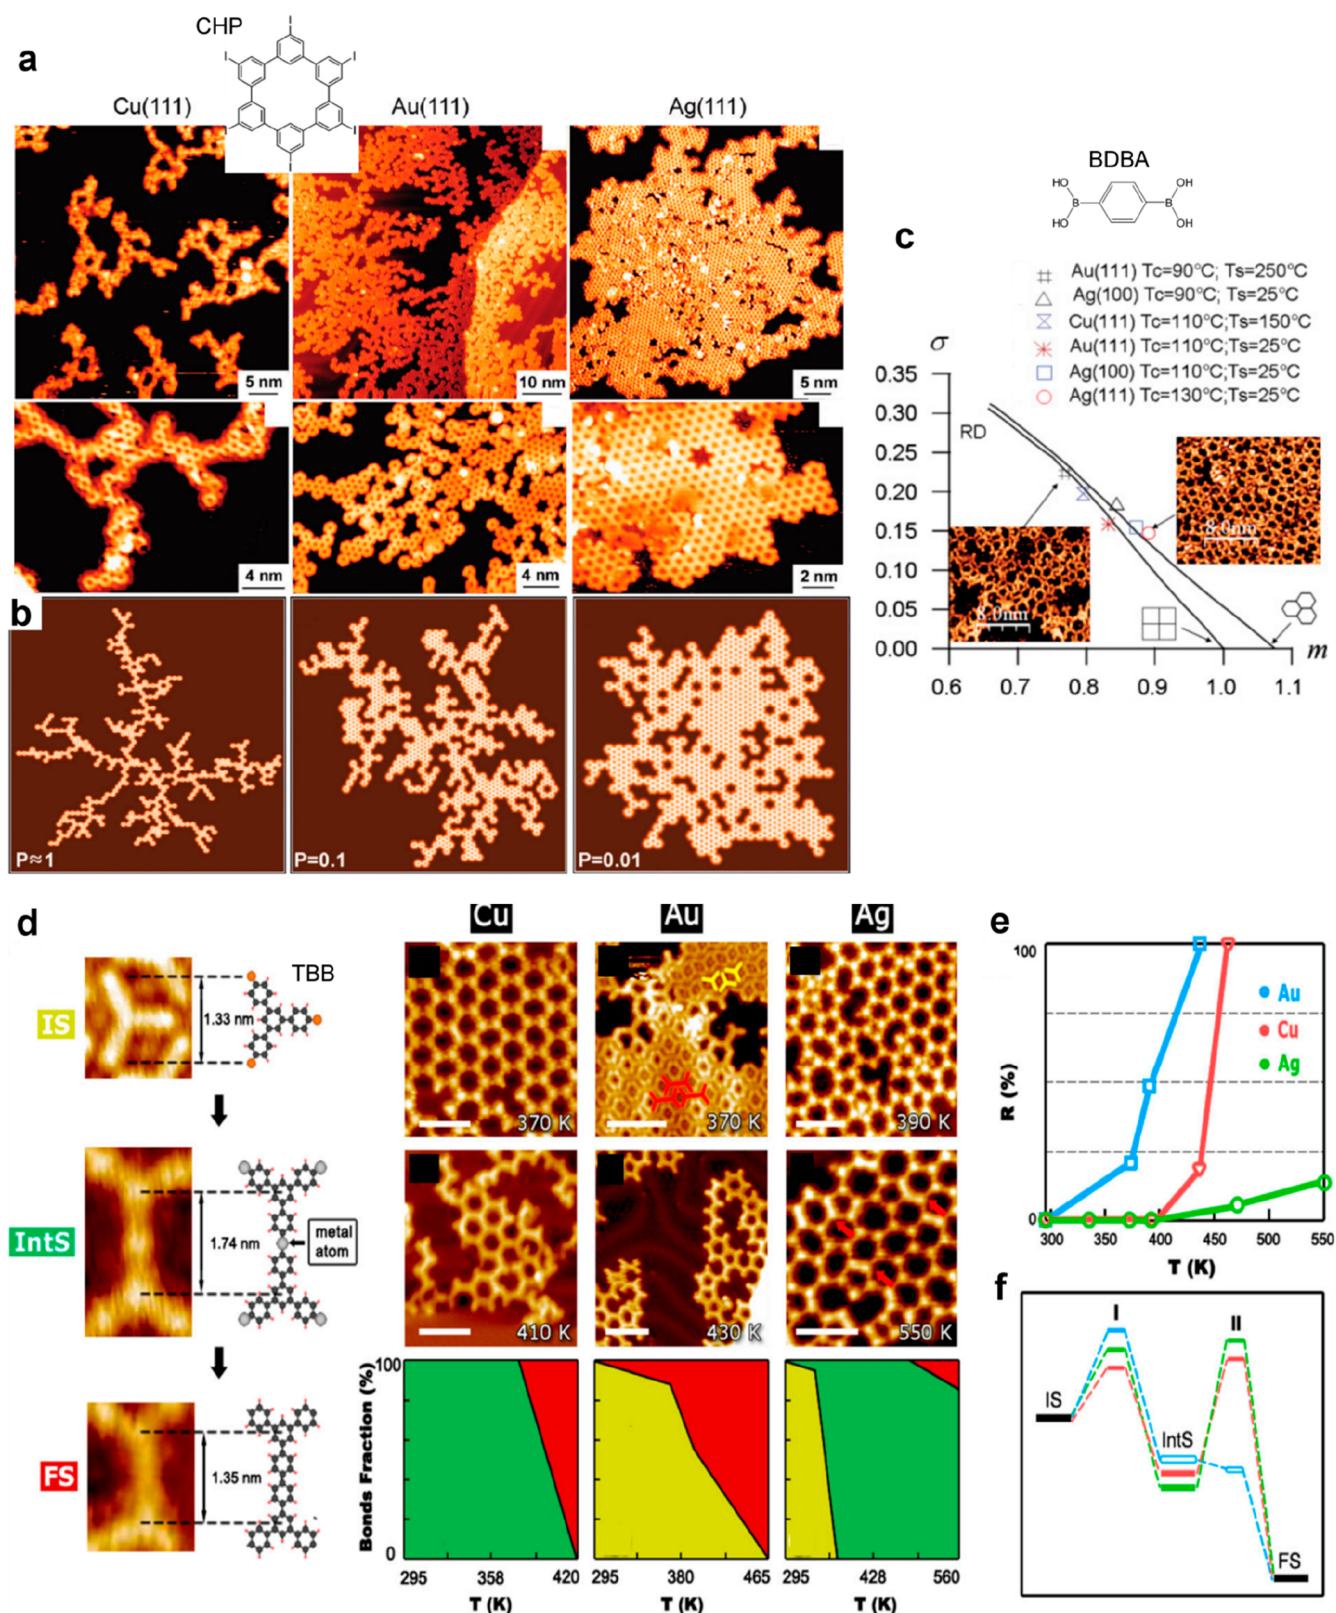 CHP
a
I
I
I
I
I
I
Cu(111)
Au(111)
Ag(111)
5 nm
10 nm
5 nm
4 nm
4 nm
2 nm
b
P≈1
P=0.1
P=0.01
BDBA
HO
OH
B
B
HO
OH
c
Au(111) Tc=90°C; Ts=250°C
Ag(100) Tc=90°C; Ts=25°C
Cu(111) Tc=110°C;Ts=150°C
Au(111) Tc=110°C;Ts=25°C
Ag(100) Tc=110°C;Ts=25°C
Ag(111) Tc=130°C;Ts=25°C
σ
0.35
0.30
0.25
0.20
0.15
0.10
0.05
0.00
RD
8.0nm
8.0nm
m
0.6 0.7 0.8 0.9 1.0 1.1
d
IS
1.33 nm
TBB
IntS
1.74 nm
metal
atom
FS
1.35 nm
Cu
Au
Ag
370 K
370 K
390 K
410 K
430 K
550 K
Bonds Fraction (%)
100
0
295 358 420
T (K)
295 380 465
T (K)
295 428 560
T (K)
e
100
R (%)
0
Au
Cu
Ag
300 350 400 450 500 550
T (K)
f
I
II
IS
IntS
FS